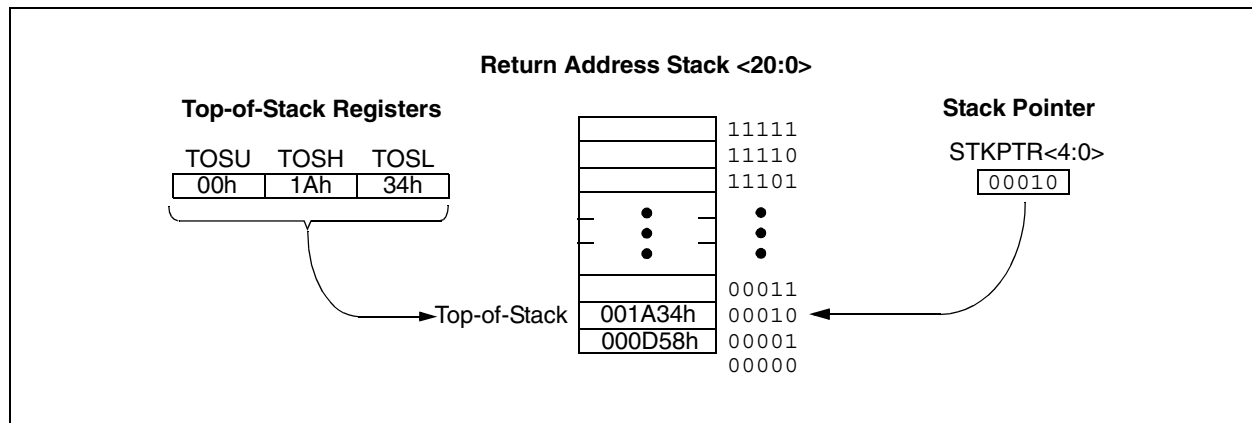 Return Address Stack <20:0>
Top-of-Stack Registers
Stack Pointer
TOSU TOSH TOSL
00h 1Ah 34h
STKPTR<4:0>
00010
11111
11110
11101
00011
Top-of-Stack 001A34h 00010
000D58h 00001
00000